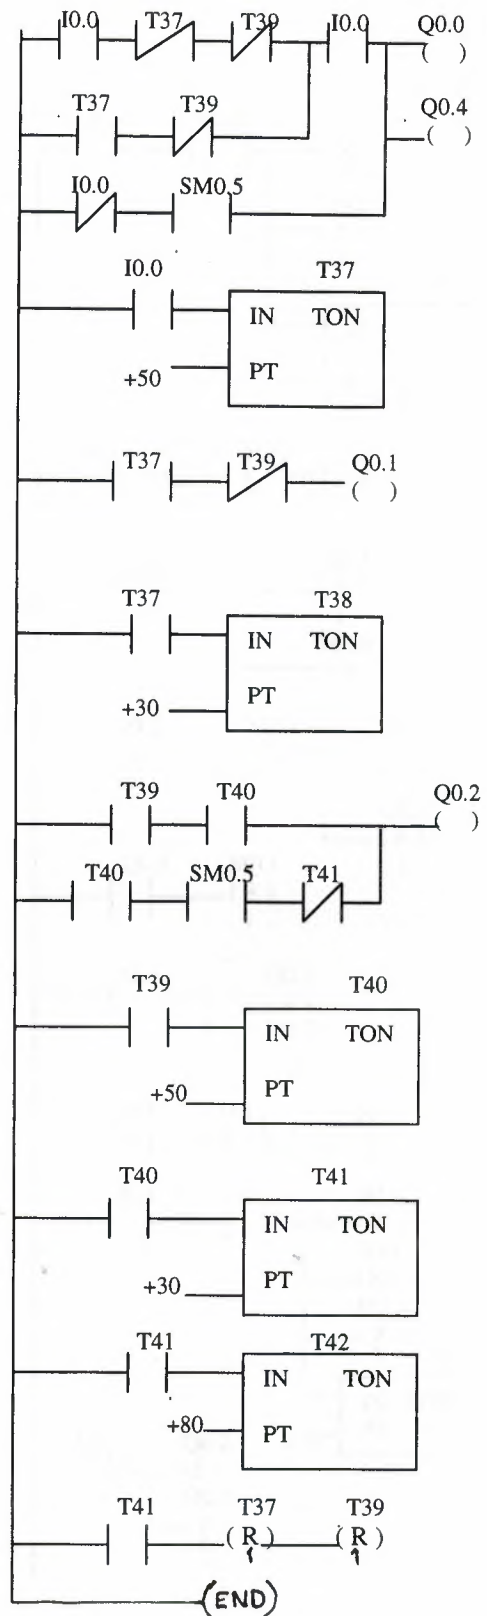 I0.0 T37 T39 I0.0 Q0.0
( )
T37 T39 Q0.4
( )
I0.0 SM0.5
I0.0 T37
IN TON
+50 PT
T37 T39 Q0.1
( )
T37 T38
IN TON
+30 PT
T39 T40 Q0.2
( )
T40 SM0.5 T41
T39 T40
IN TON
+50 PT
T40 T41
IN TON
+30 PT
T41 T42
IN TON
+80 PT
T41 T37 T39
(R) (R)
1 1
(END)